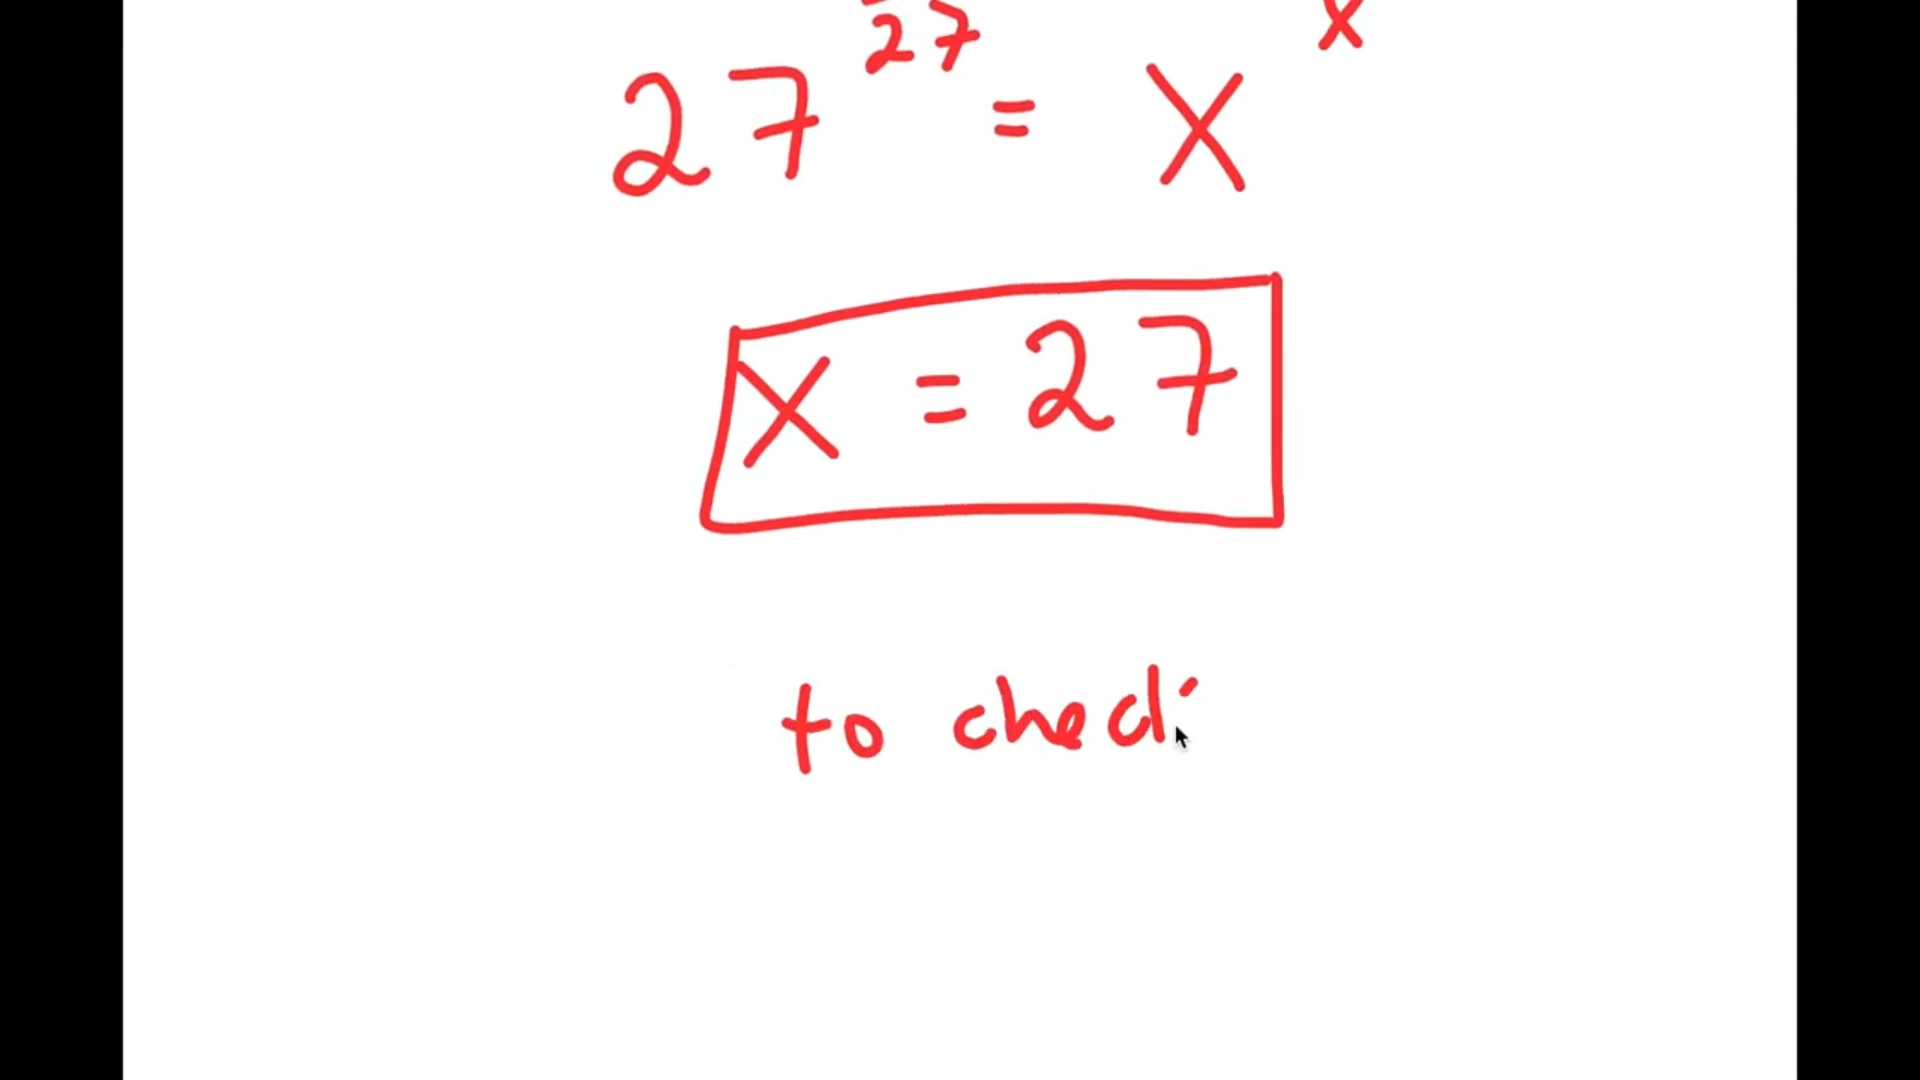 27^27 = x^x
x = 27
to chec